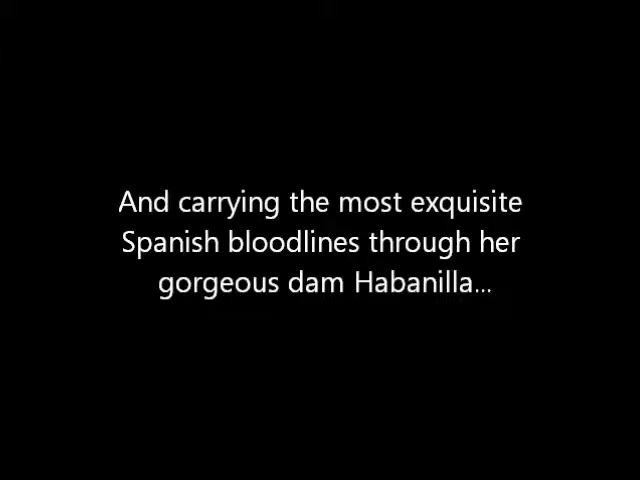 And carrying the most exquisite
Spanish bloodlines through her
gorgeous dam Habanilla...